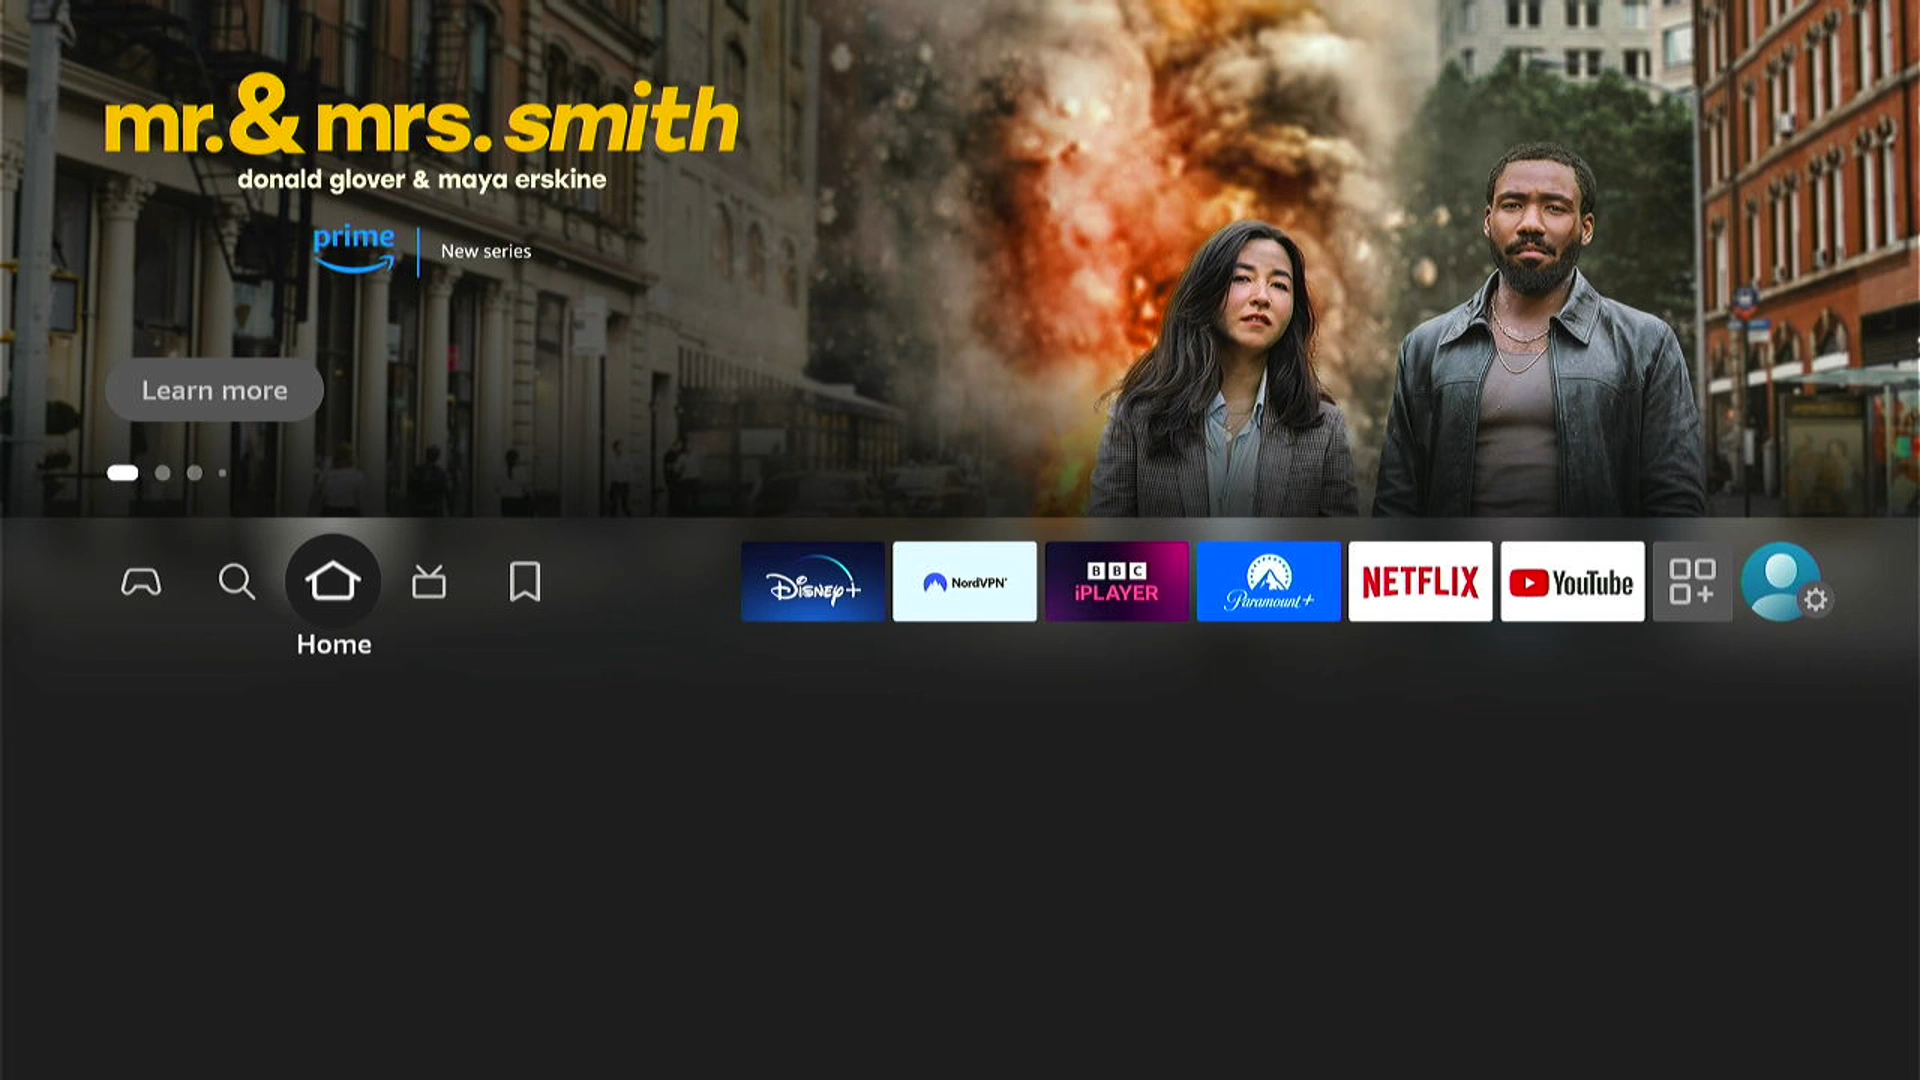 mr. & mrs. smith
donald glover & maya erskine
prime
New series
Learn more
Home
Disney+
NordVPN®
BBC
iPLAYER
Paramount+
NETFLIX
YouTube